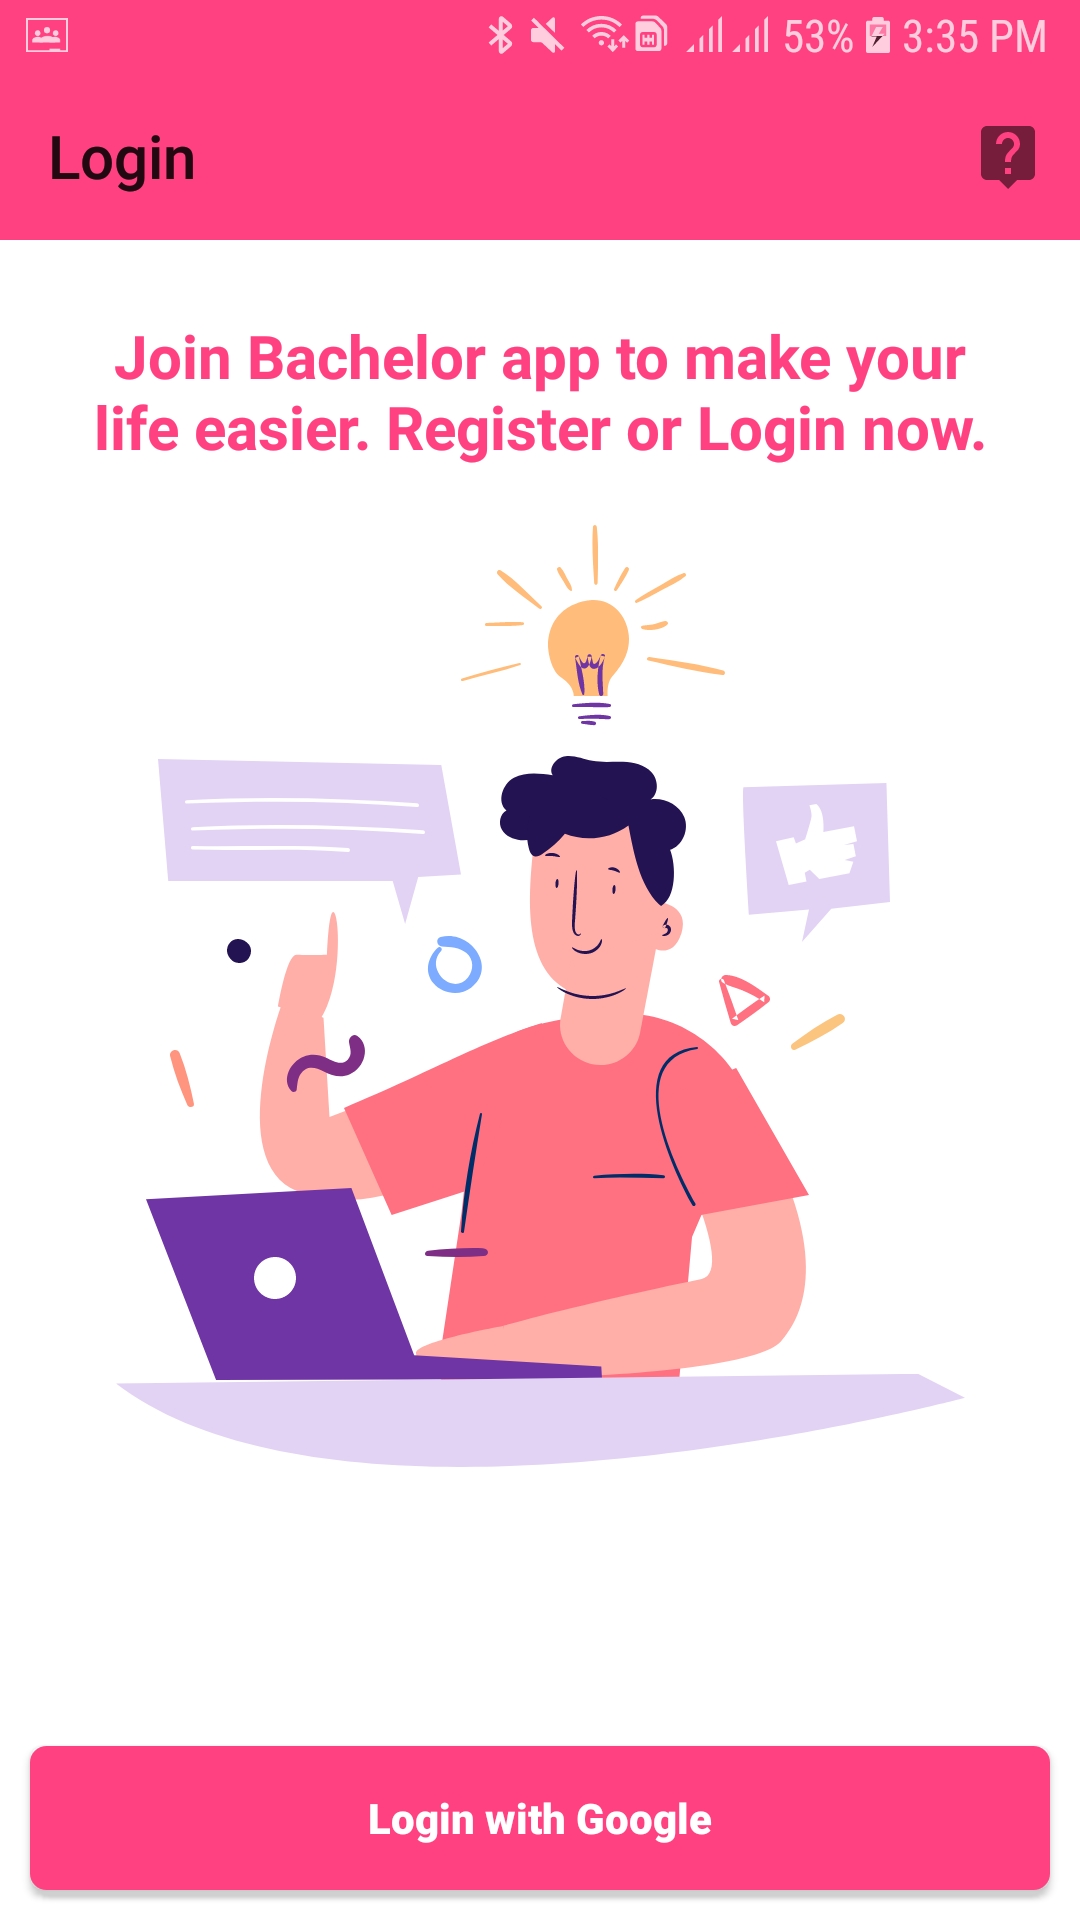 53% 3:35 PM
Login
Join Bachelor app to make your
life easier. Register or Login now.
Login with Google